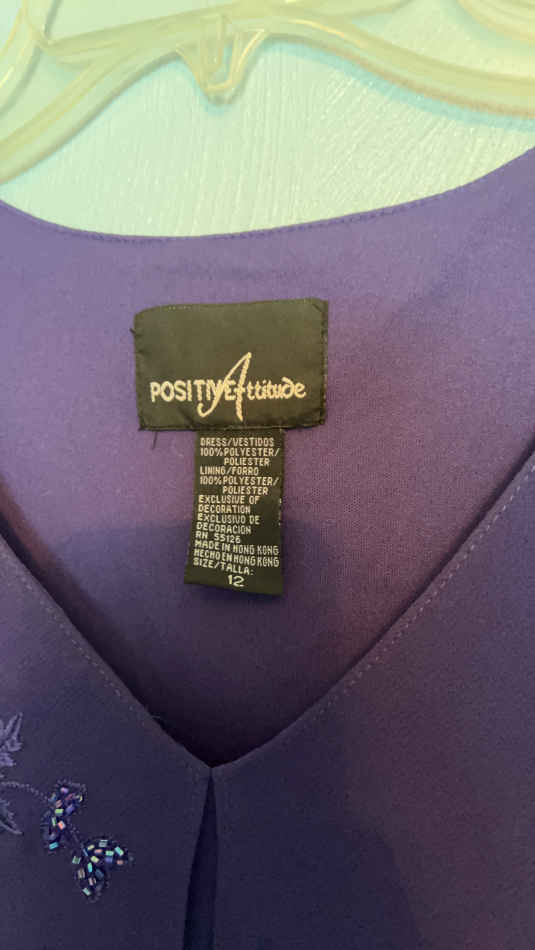 POSITIVE Attitude
DRESS/VESTIDOS
100%POLYESTER/
POLIESTER
LINING/FORRO
100%POLYESTER/
POLIESTER
EXCLUSIVE OF
DECORATION
EXCLUSIVO DE
DECORACION
RN 55126
MADE IN HONG KONG
HECHO EN HONG KONG
SIZE/TALLA:
12